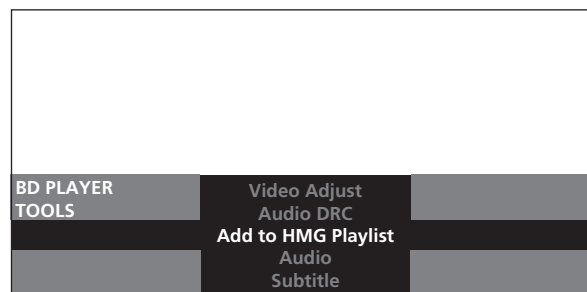 BD PLAYER
TOOLS
Video Adjust
Audio DRC
Add to HMG Playlist
Audio
Subtitle